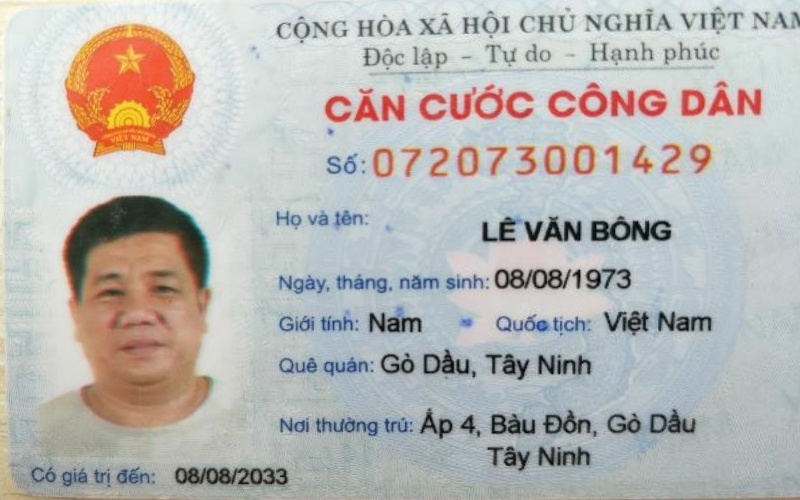 CỘNG HÒA XÃ HỘI CHỦ NGHĨA VIỆT NAM
Độc lập - Tự do - Hạnh phúc
CĂN CƯỚC CÔNG DÂN
Số: 072073001429
Họ và tên: LÊ VĂN BÔNG
Ngày, tháng, năm sinh: 08/08/1973
Giới tính: Nam Quốc tịch: Việt Nam
Quê quán: Gò Dầu, Tây Ninh
Nơi thường trú: Ấp 4, Bàu Đồn, Gò Dầu
Tây Ninh
Có giá trị đến: 08/08/2033
VIỆT NAM